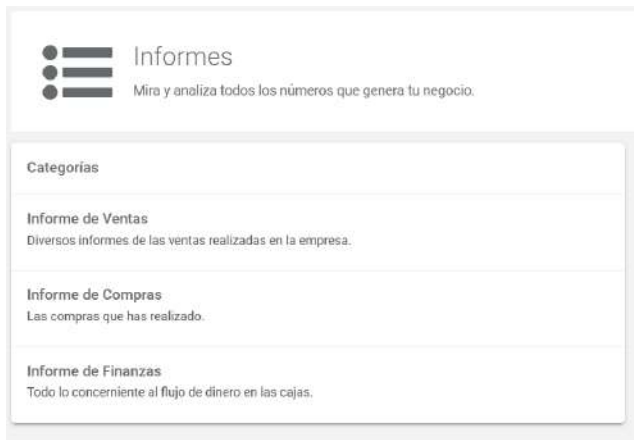 Informes
Mira y analiza todos los números que genera tu negocio.
Categorías
Informe de Ventas
Diversos informes de las ventas realizadas en la empresa.
Informe de Compras
Las compras que has realizado.
Informe de Finanzas
Todo lo concerniente al flujo de dinero en las cajas.